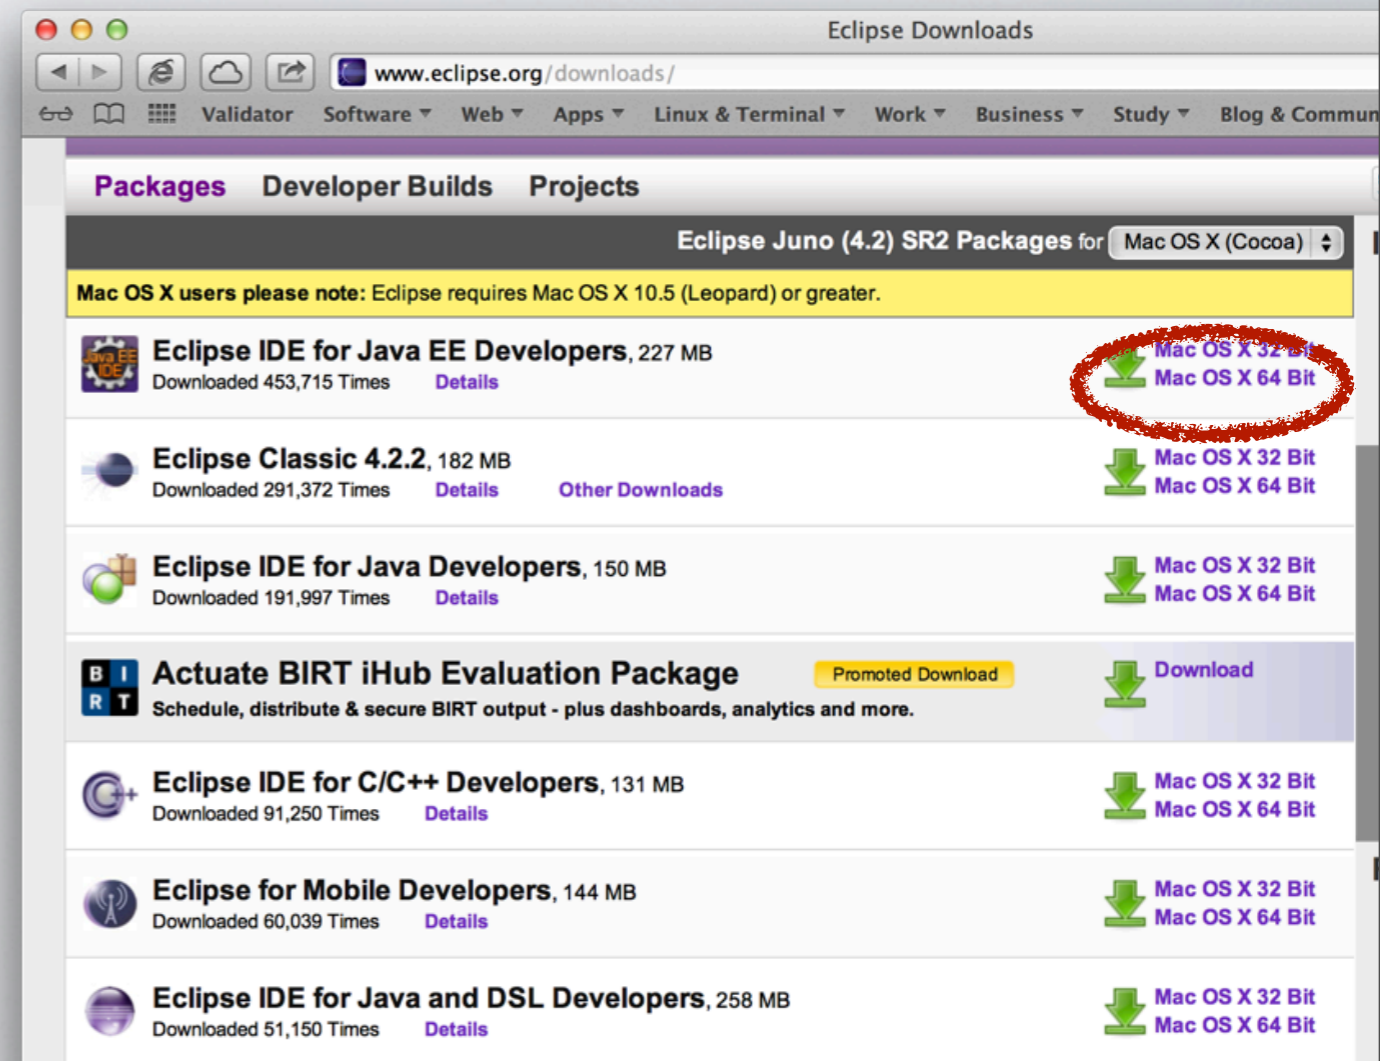 Eclipse Downloads
www.eclipse.org/downloads/
Validator Software Web Apps Linux & Terminal Work Business Study Blog & Commun
Packages Developer Builds Projects
Eclipse Juno (4.2) SR2 Packages for Mac OS X (Cocoa)
Mac OS X users please note: Eclipse requires Mac OS X 10.5 (Leopard) or greater.
Java EE
IDE
Eclipse IDE for Java EE Developers, 227 MB
Downloaded 453,715 Times Details
Mac OS X 32 Bit
Mac OS X 64 Bit
Eclipse Classic 4.2.2, 182 MB
Downloaded 291,372 Times Details Other Downloads
Mac OS X 32 Bit
Mac OS X 64 Bit
Eclipse IDE for Java Developers, 150 MB
Downloaded 191,997 Times Details
Mac OS X 32 Bit
Mac OS X 64 Bit
B I
R T
Actuate BIRT iHub Evaluation Package Promoted Download
Schedule, distribute & secure BIRT output - plus dashboards, analytics and more.
Download
C++
Eclipse IDE for C/C++ Developers, 131 MB
Downloaded 91,250 Times Details
Mac OS X 32 Bit
Mac OS X 64 Bit
Eclipse for Mobile Developers, 144 MB
Downloaded 60,039 Times Details
Mac OS X 32 Bit
Mac OS X 64 Bit
Eclipse IDE for Java and DSL Developers, 258 MB
Downloaded 51,150 Times Details
Mac OS X 32 Bit
Mac OS X 64 Bit